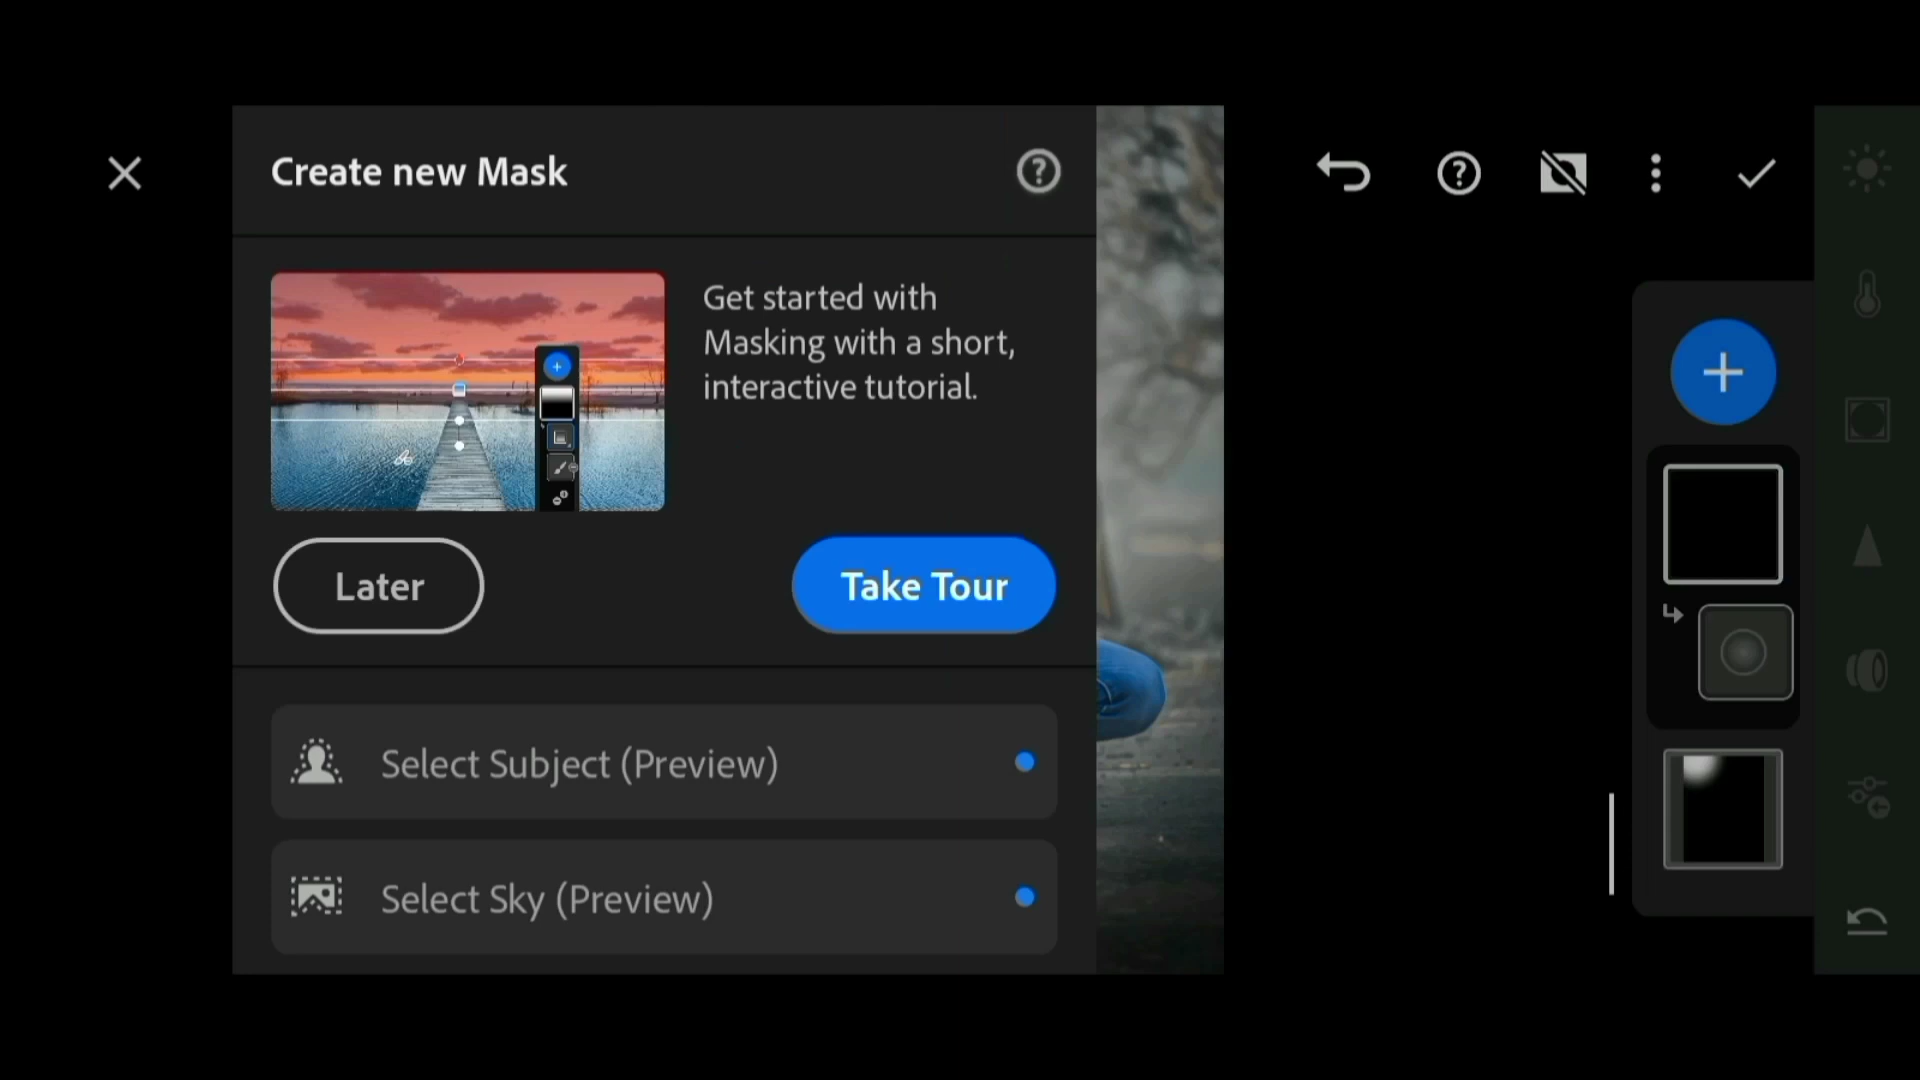 Create new Mask
Get started with
Masking with a short,
interactive tutorial.
Later
Take Tour
Select Subject (Preview)
Select Sky (Preview)